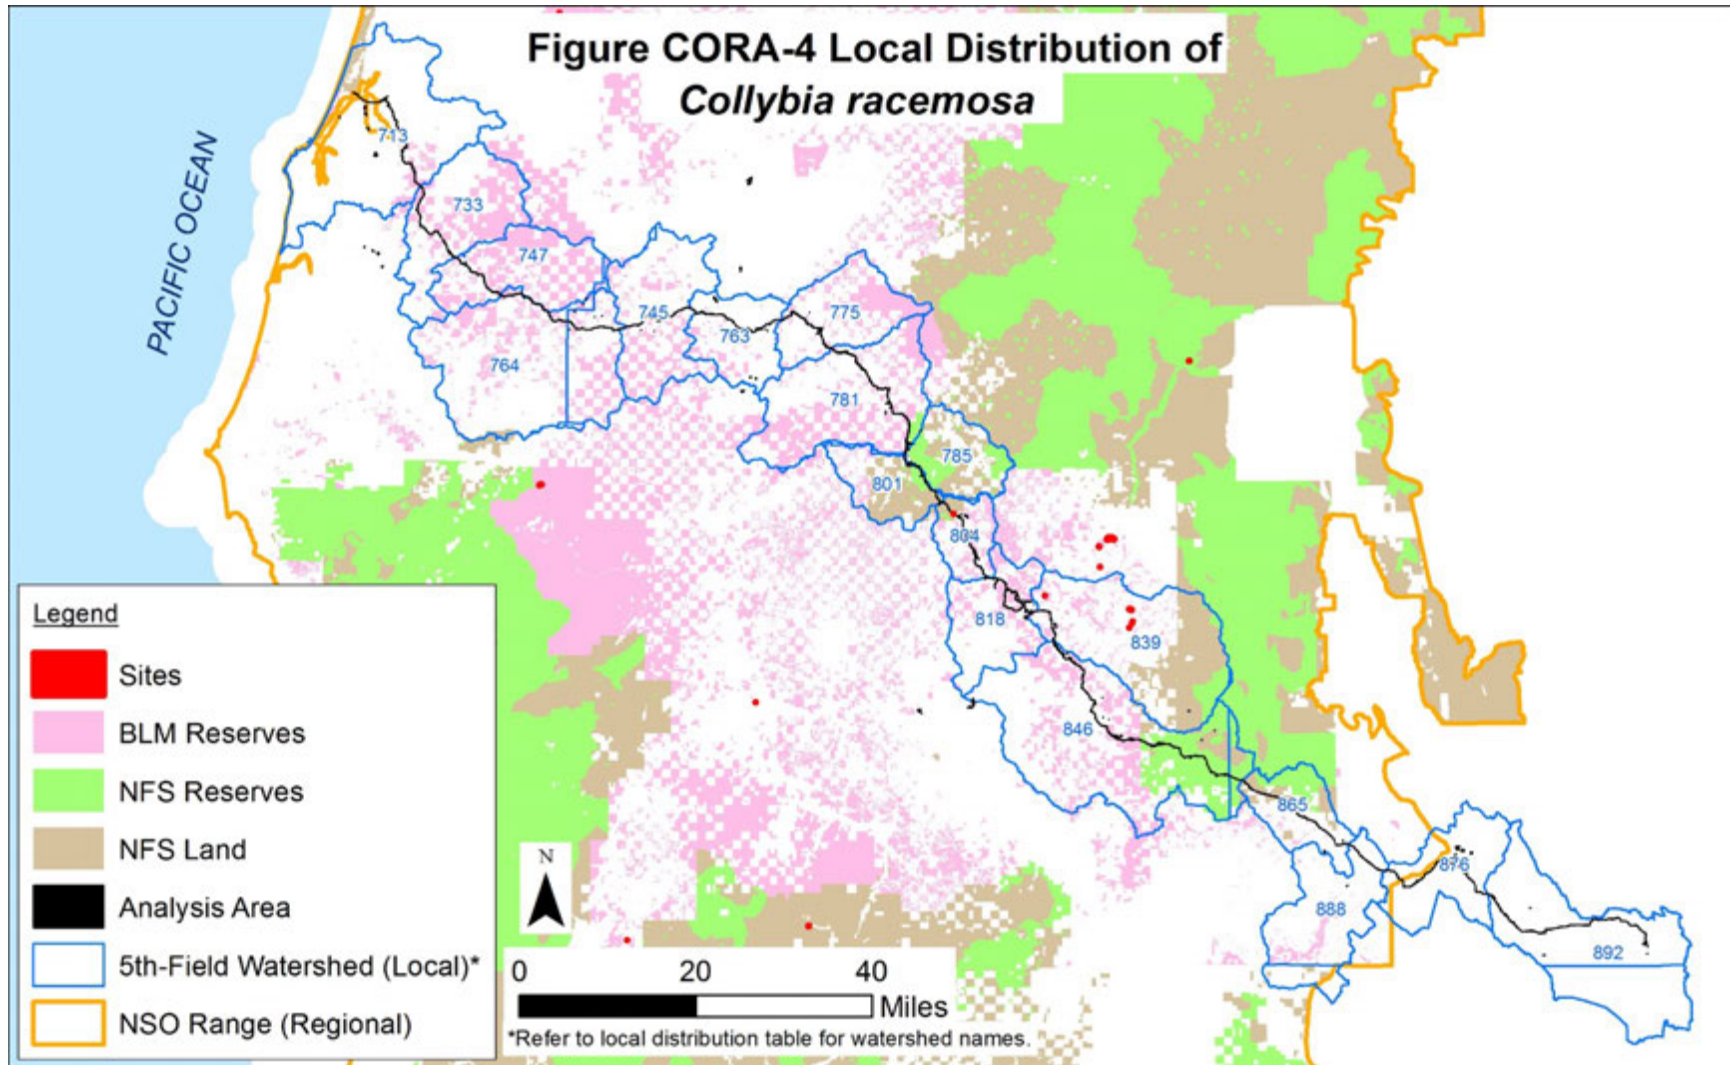 Figure CORA-4 Local Distribution of
Collybia racemosa
PACIFIC OCEAN
713
733
747
745
775
763
764
781
785
801
804
818
839
846
865
876
888
892
Legend
Sites
BLM Reserves
NFS Reserves
NFS Land
Analysis Area
5th-Field Watershed (Local)*
NSO Range (Regional)
N
0 20 40
Miles
*Refer to local distribution table for watershed names.